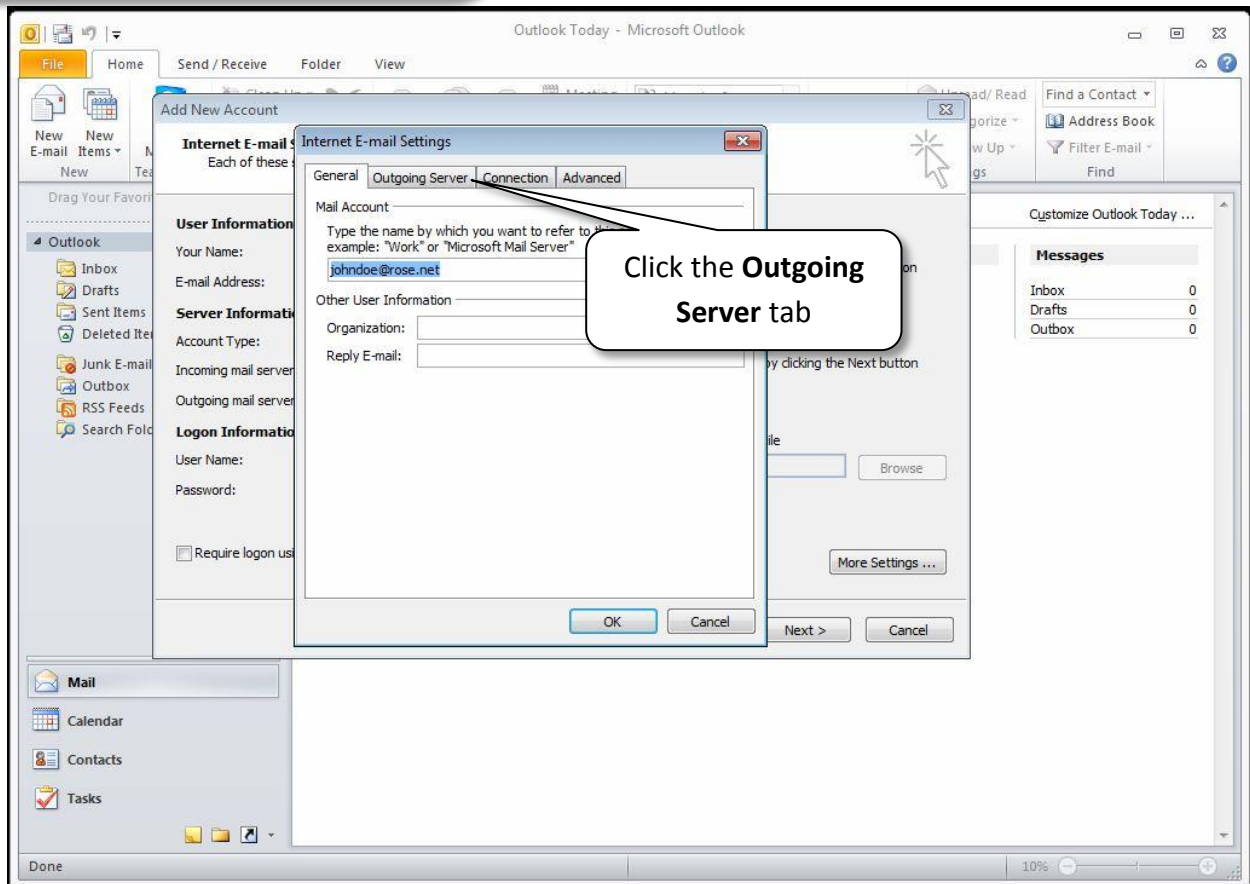 Outlook Today - Microsoft Outlook
File Home Send / Receive Folder View
New
E-mail
New
Items
New
Meeting
Find a Contact
Address Book
Filter E-mail
Find
Drag Your
Outlook
Inbox
Drafts
Sent Items
Deleted
Junk E-mail
Outbox
RSS Feeds
Search
Mail
Calendar
Contacts
Tasks
Add New Account
Internet E-mail
Each of these
User Information
Your Name:
E-mail Address:
Server
Account Type:
Incoming mail server
Outgoing mail server
Logon
User Name:
Password:
Require logon
by clicking the Next button
Browse
More Settings ...
Next > Cancel
Internet E-mail Settings
General Outgoing Server Connection Advanced
Mail Account
Type the name by which you want to refer to
example: "Work" or "Microsoft Mail Server"
johndoe@rose.net
Other User Information
Organization:
Reply E-mail:
OK Cancel
Click the Outgoing
Server tab
Customize Outlook Today ...
Messages
Inbox 0
Drafts 0
Outbox 0
Done 10%